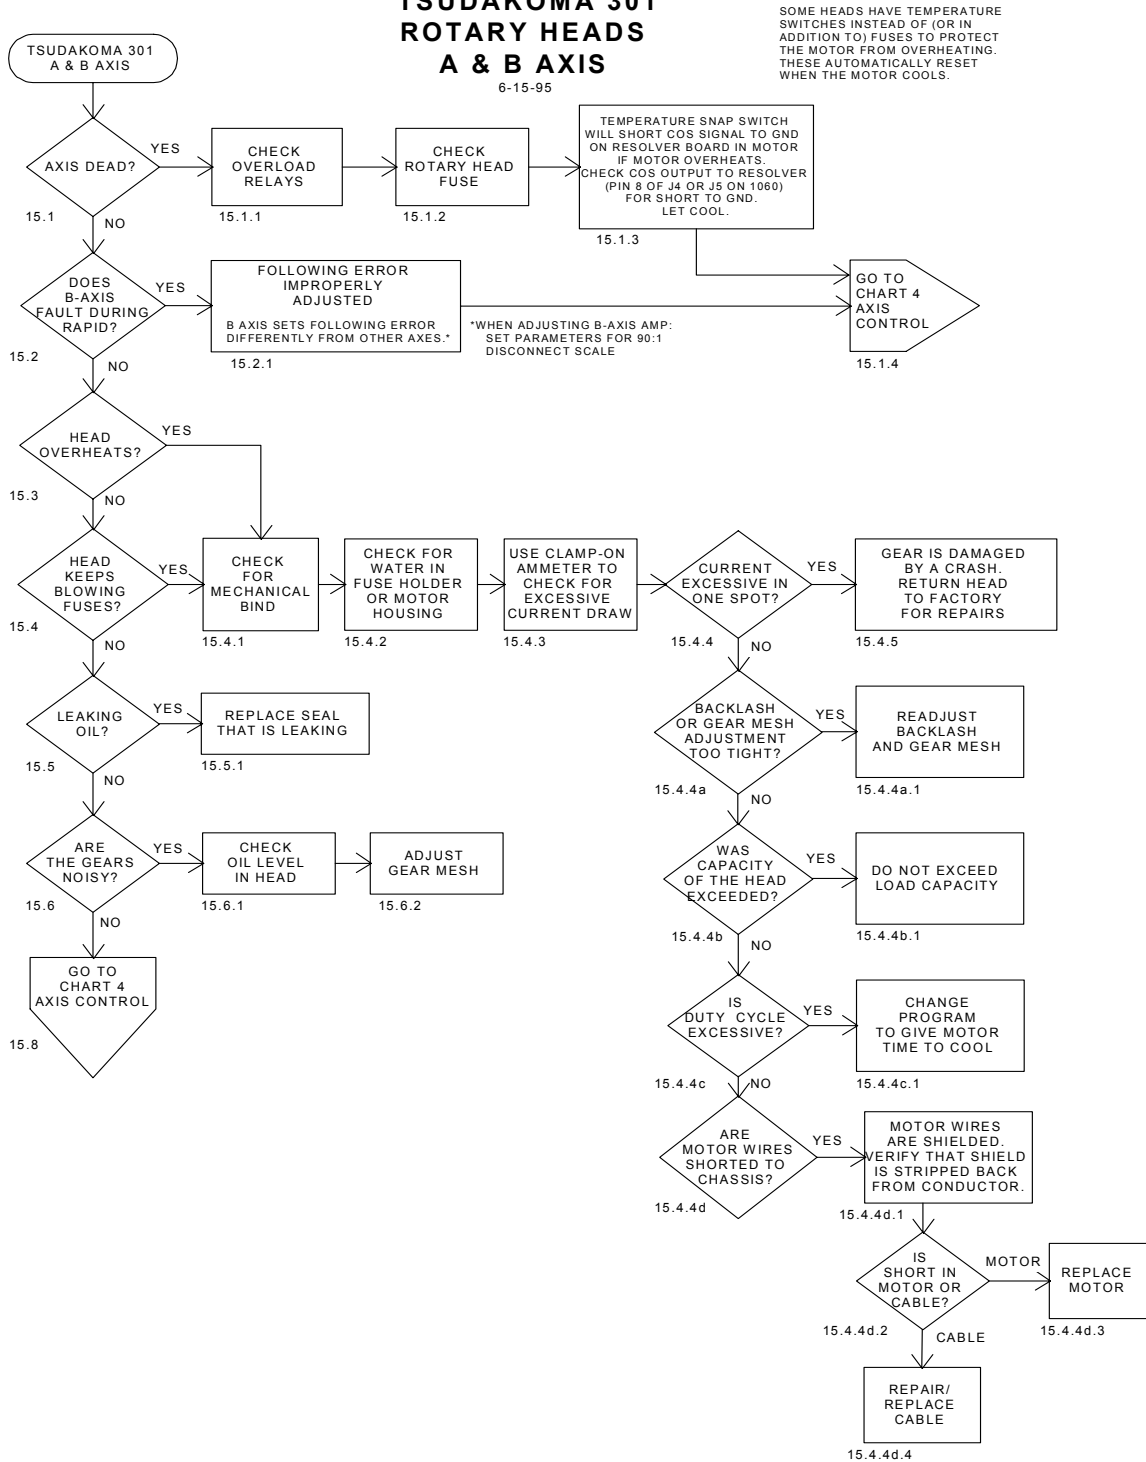 TSUDAKOMA 301
ROTARY HEADS
A & B AXIS
6-15-95
SOME HEADS HAVE TEMPERATURE
SWITCHES INSTEAD OF (OR IN
ADDITION TO) FUSES TO PROTECT
THE MOTOR FROM OVERHEATING.
THESE AUTOMATICALLY RESET
WHEN THE MOTOR COOLS.
TSUDAKOMA 301
A & B AXIS
AXIS DEAD?
YES
15.1
NO
CHECK
OVERLOAD
RELAYS
15.1.1
CHECK
ROTARY HEAD
FUSE
15.1.2
TEMPERATURE SNAP SWITCH
WILL SHORT COS SIGNAL TO GND
ON RESOLVER BOARD IN MOTOR
IF MOTOR OVERHEATS.
CHECK COS OUTPUT TO RESOLVER
(PIN 8 OF J4 OR J5 ON 1060)
FOR SHORT TO GND.
LET COOL.
15.1.3
DOES
B-AXIS
FAULT DURING
RAPID?
YES
15.2
NO
FOLLOWING ERROR
IMPROPERLY
ADJUSTED
B AXIS SETS FOLLOWING ERROR
DIFFERENTLY FROM OTHER AXES.*
15.2.1
*WHEN ADJUSTING B-AXIS AMP:
SET PARAMETERS FOR 90:1
DISCONNECT SCALE
GO TO
CHART 4
AXIS
CONTROL
15.1.4
HEAD
OVERHEATS?
YES
15.3
NO
HEAD
KEEPS
BLOWING
FUSES?
YES
15.4
NO
CHECK
FOR
MECHANICAL
BIND
15.4.1
CHECK FOR
WATER IN
FUSE HOLDER
OR MOTOR
HOUSING
15.4.2
USE CLAMP-ON
AMMETER TO
CHECK FOR
EXCESSIVE
CURRENT DRAW
15.4.3
CURRENT
EXCESSIVE IN
ONE SPOT?
YES
15.4.4
NO
GEAR IS DAMAGED
BY A CRASH.
RETURN HEAD
TO FACTORY
FOR REPAIRS
15.4.5
LEAKING
OIL?
YES
15.5
NO
REPLACE SEAL
THAT IS LEAKING
15.5.1
BACKLASH
OR GEAR MESH
ADJUSTMENT
TOO TIGHT?
YES
15.4.4a
NO
READJUST
BACKLASH
AND GEAR MESH
15.4.4a.1
ARE
THE GEARS
NOISY?
YES
15.6
NO
CHECK
OIL LEVEL
IN HEAD
15.6.1
ADJUST
GEAR MESH
15.6.2
WAS
CAPACITY
OF THE HEAD
EXCEEDED?
YES
15.4.4b
NO
DO NOT EXCEED
LOAD CAPACITY
15.4.4b.1
GO TO
CHART 4
AXIS CONTROL
15.8
IS
DUTY CYCLE
EXCESSIVE?
YES
15.4.4c
NO
CHANGE
PROGRAM
TO GIVE MOTOR
TIME TO COOL
15.4.4c.1
ARE
MOTOR WIRES
SHORTED TO
CHASSIS?
YES
15.4.4d
MOTOR WIRES
ARE SHIELDED.
VERIFY THAT SHIELD
IS STRIPPED BACK
FROM CONDUCTOR.
15.4.4d.1
IS
SHORT IN
MOTOR OR
CABLE?
MOTOR
15.4.4d.2
CABLE
REPLACE
MOTOR
15.4.4d.3
REPAIR/
REPLACE
CABLE
15.4.4d.4